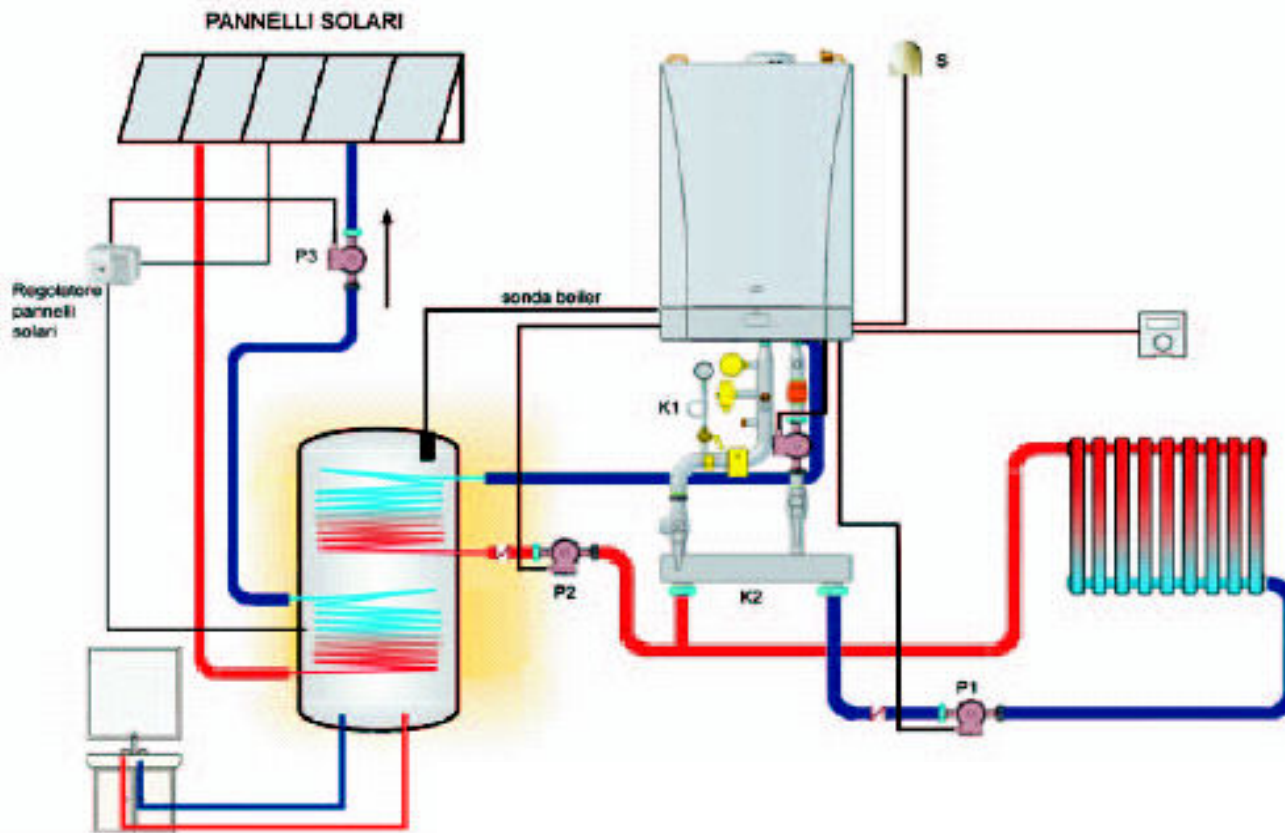 PANNELLI SOLARI
S
P3
Regolatore
pannelli
solari
sonda boiler
K1
P2
K2
P1